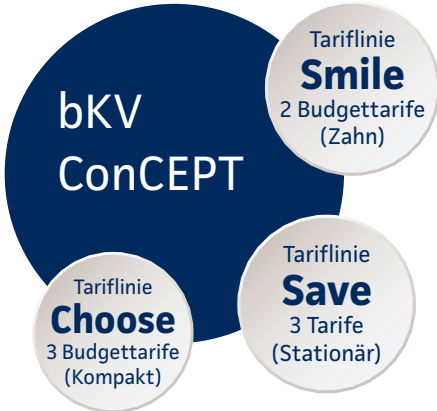 bKV
ConCEPT
Tariflinie
Smile
2 Budgettarife
(Zahn)
Tariflinie
Save
3 Tarife
(Stationär)
Tariflinie
Choose
3 Budgettarife
(Kompakt)